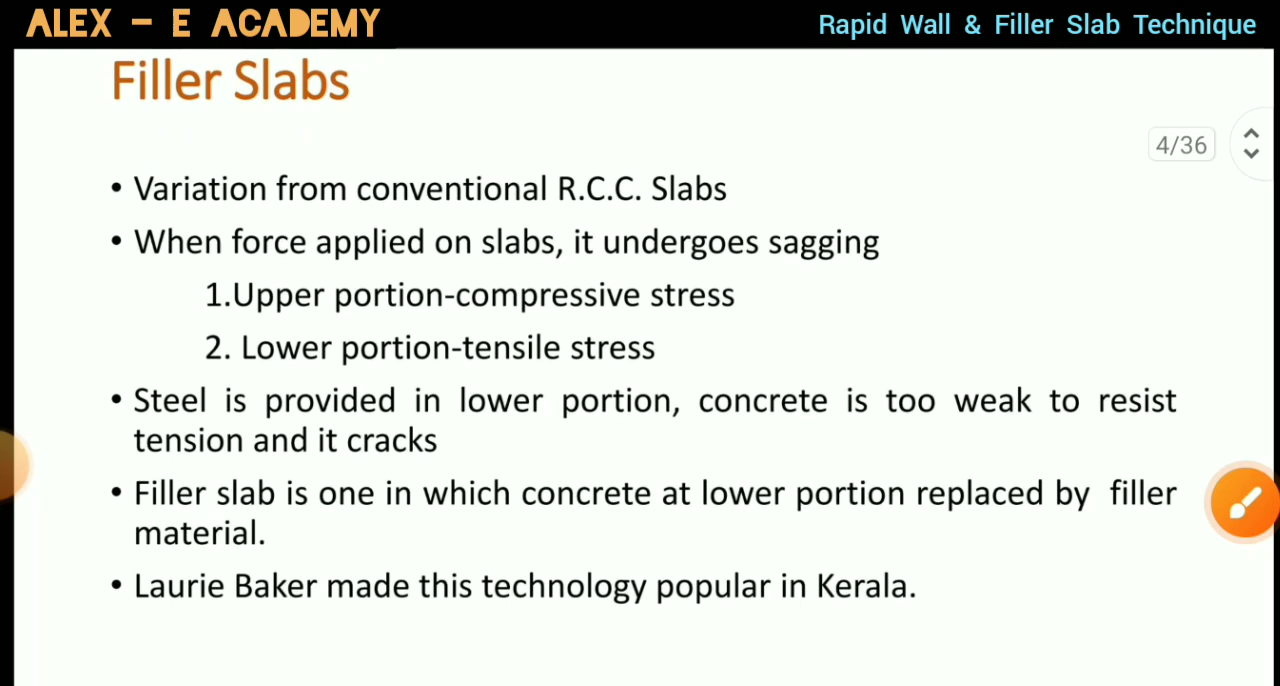 ALEX - E ACADEMY
Rapid Wall & Filler Slab Technique
Filler Slabs
4/36
• Variation from conventional R.C.C. Slabs
• When force applied on slabs, it undergoes sagging
1.Upper portion-compressive stress
2. Lower portion-tensile stress
• Steel is provided in lower portion, concrete is too weak to resist
tension and it cracks
• Filler slab is one in which concrete at lower portion replaced by filler
material.
• Laurie Baker made this technology popular in Kerala.